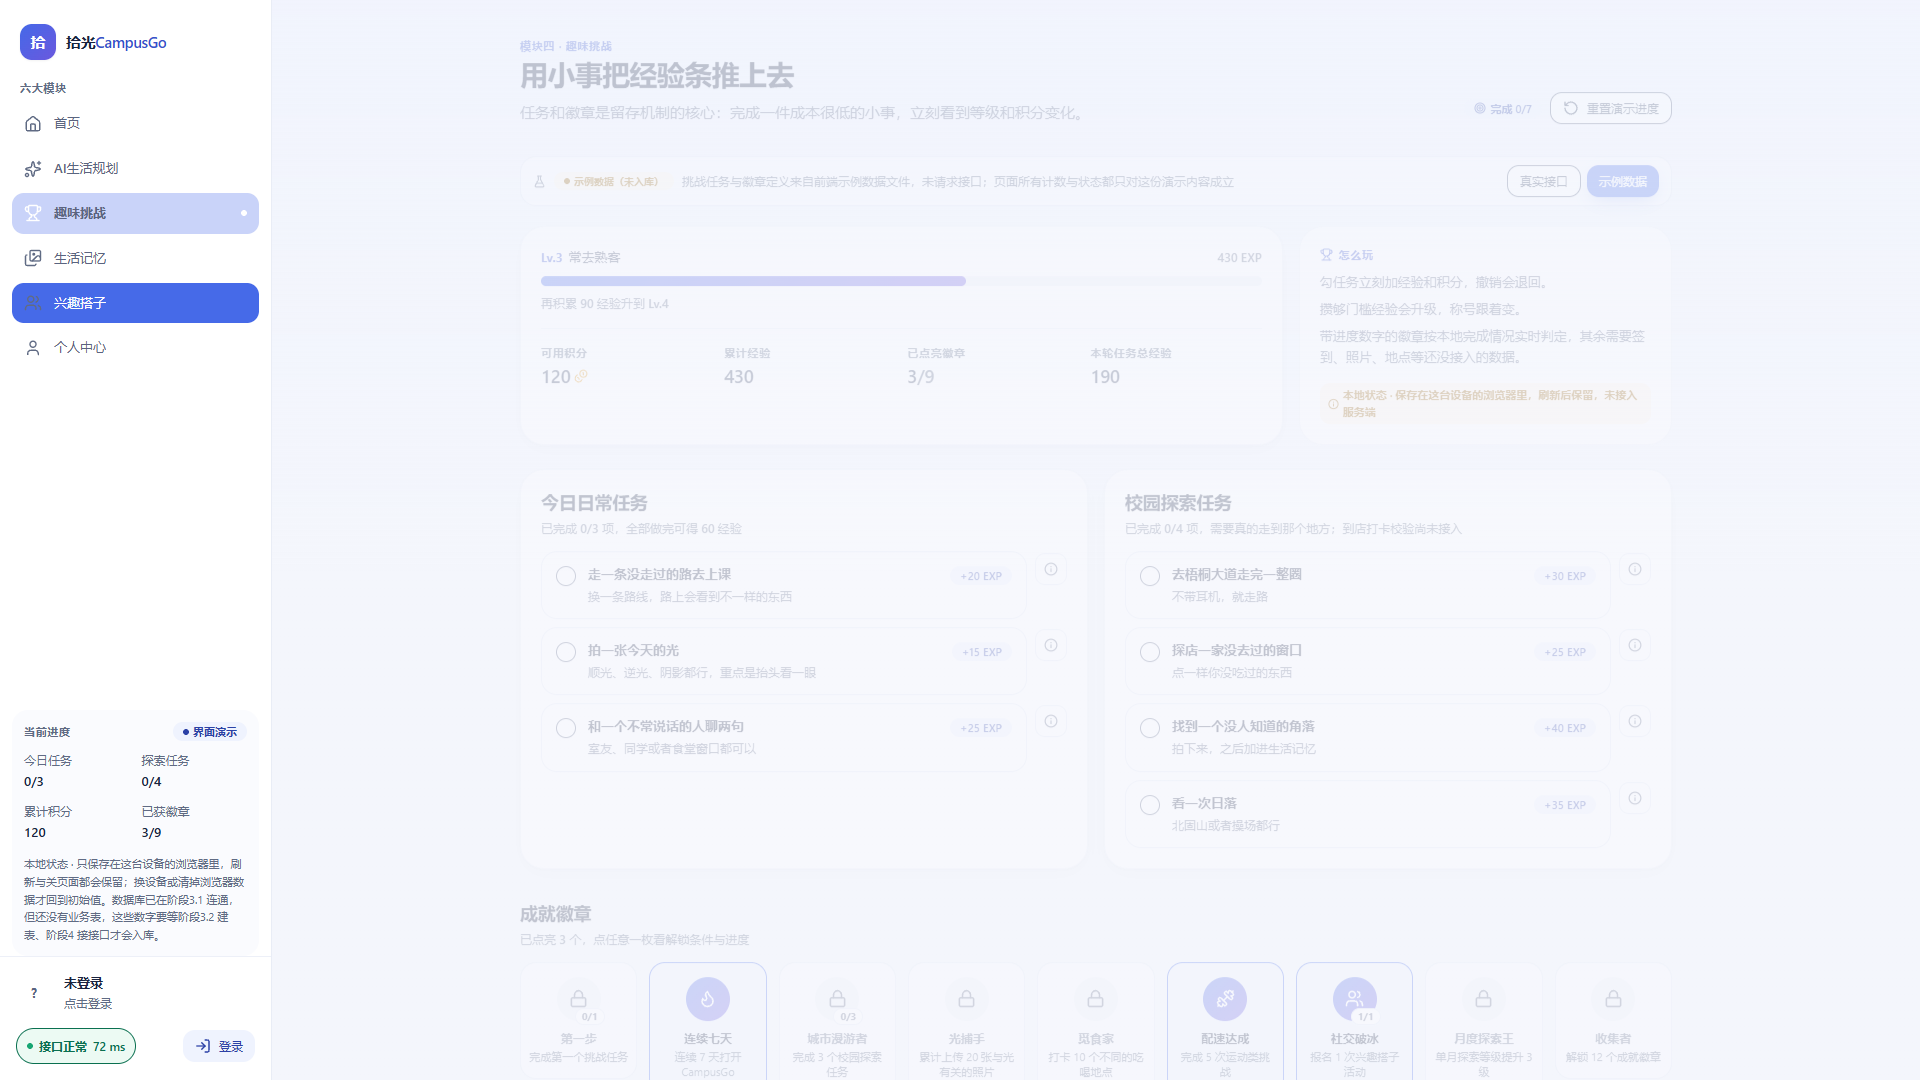 拾 拾光CampusGo
六大模块
首页
AI生活规划
趣味挑战
生活记忆
兴趣搭子
个人中心
当前进度 界面演示
今日任务 探索任务
0/3 0/4
累计积分 已获徽章
120 3/9
本地状态 · 只保存在这台设备的浏览器里，刷
新与关页面都会保留；换设备或清掉浏览器数
据才回到初始值。数据库已在阶段3.1 连通，
但还没有业务表，这些数字要等阶段3.2 建
表、阶段4 接接口才会入库。
? 未登录
点击登录
接口正常 72 ms 登录
模块四 · 趣味挑战
用小事把经验条推上去
任务和徽章是留存机制的核心：完成一件成本很低的小事，立刻看到等级和积分变化。
完成 0/7 重置演示进度
示例数据（未入库） 挑战任务与徽章定义来自前端示例数据文件，未请求接口；页面所有计数与状态都只对这份演示内容成立
真实接口 示例数据
Lv.3 常去熟客 430 EXP
再积累 90 经验升到 Lv.4
可用积分 累计经验 已点亮徽章 本轮任务总经验
120 430 3/9 190
怎么玩
勾任务立刻加经验和积分，撤销会退回。
攒够门槛经验会升级，称号跟着变。
带进度数字的徽章按本地完成情况实时判定，其余需要签
到、照片、地点等还没接入的数据。
本地状态 · 保存在这台设备的浏览器里，刷新后保留，未接入
服务端
今日日常任务
已完成 0/3 项，全部做完可得 60 经验
走一条没走过的路去上课 +20 EXP
换一条路线，路上会看到不一样的东西
拍一张今天的光 +15 EXP
顺光、逆光、阴影都行，重点是抬头看一眼
和一个不常说话的人聊两句 +25 EXP
室友、同学或者食堂窗口都可以
校园探索任务
已完成 0/4 项，需要真的走到那个地方；到店打卡校验尚未接入
去梧桐大道走完一整圈 +30 EXP
不带耳机，就走路
探店一家没去过的窗口 +25 EXP
点一样你没吃过的东西
找到一个没人知道的角落 +40 EXP
拍下来，之后加进生活记忆
看一次日落 +35 EXP
北固山或者操场都行
成就徽章
已点亮 3 个，点任意一枚看解锁条件与进度
0/1
第一步
完成第一个挑战任务
连续七天
连续 7 天打开
CampusGo
0/3
城市漫游者
完成 3 个校园探索
任务
光捕手
累计上传 20 张与光
有关的照片
觅食家
打卡 10 个不同的吃
喝地点
配速达成
完成 5 次运动类挑
战
1/1
社交破冰
报名 1 次兴趣搭子
活动
月度探索王
单月探索等级提升 3
级
收集者
解锁 12 个成就徽章